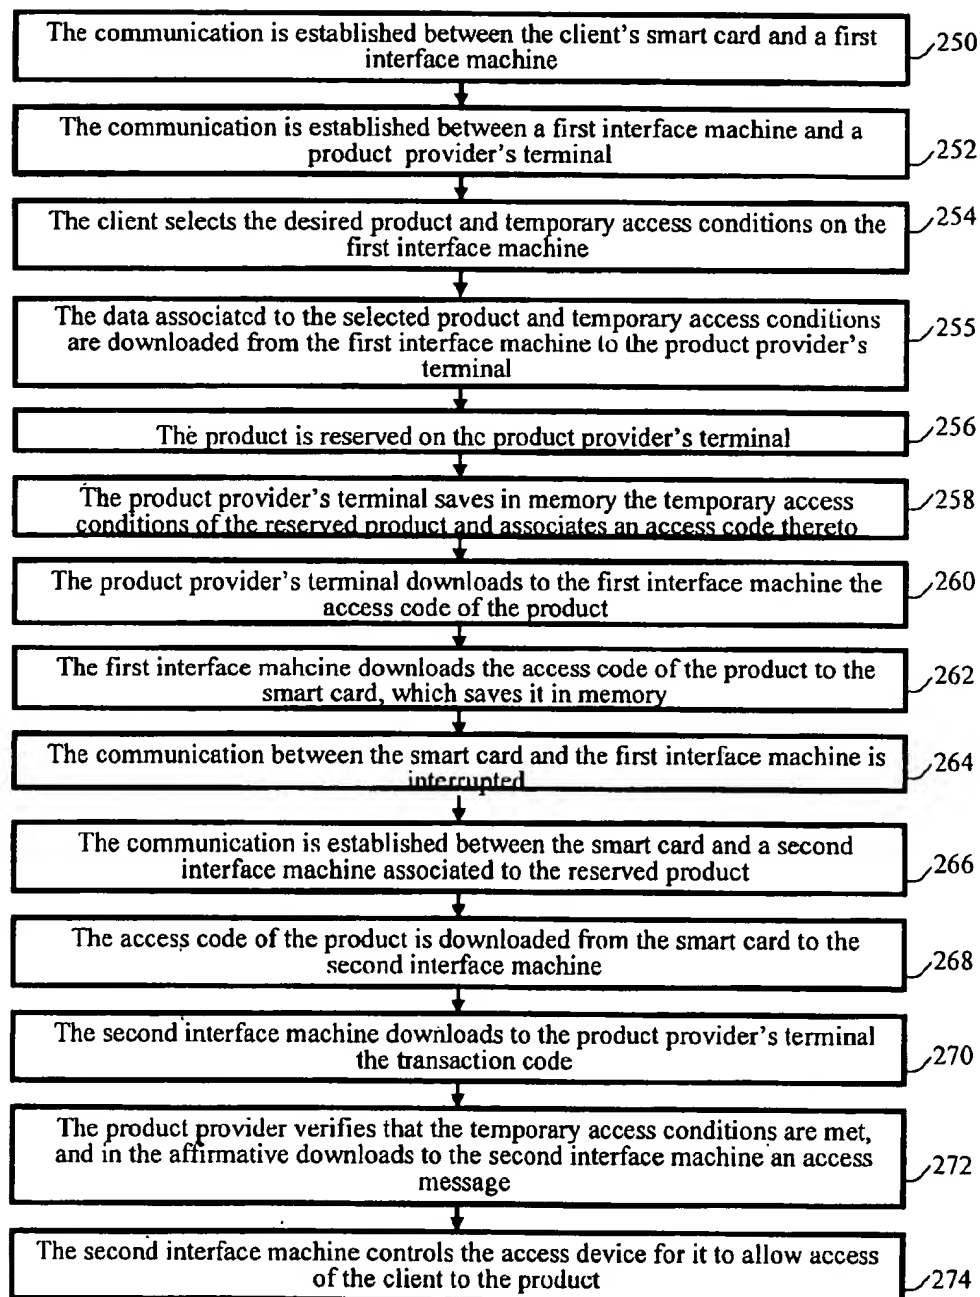 The communication is established between the client's smart card and a first
interface machine
250
The communication is established between a first interface machine and a
product provider's terminal
252
The client selects the desired product and temporary access conditions on the
first interface machine
254
The data associated to the selected product and temporary access conditions
are downloaded from the first interface machine to the product provider's
terminal
255
The product is reserved on the product provider's terminal
256
The product provider's terminal saves in memory the temporary access
conditions of the reserved product and associates an access code thereto
258
The product provider's terminal downloads to the first interface machine the
access code of the product
260
The first interface mahcine downloads the access code of the product to the
smart card, which saves it in memory
262
The communication between the smart card and the first interface machine is
interrupted
264
The communication is established between the smart card and a second
interface machine associated to the reserved product
266
The access code of the product is downloaded from the smart card to the
second interface machine
268
The second interface machine downloads to the product provider's terminal
the transaction code
270
The product provider verifies that the temporary access conditions are met,
and in the affirmative downloads to the second interface machine an access
message
272
The second interface machine controls the access device for it to allow access
of the client to the product
274